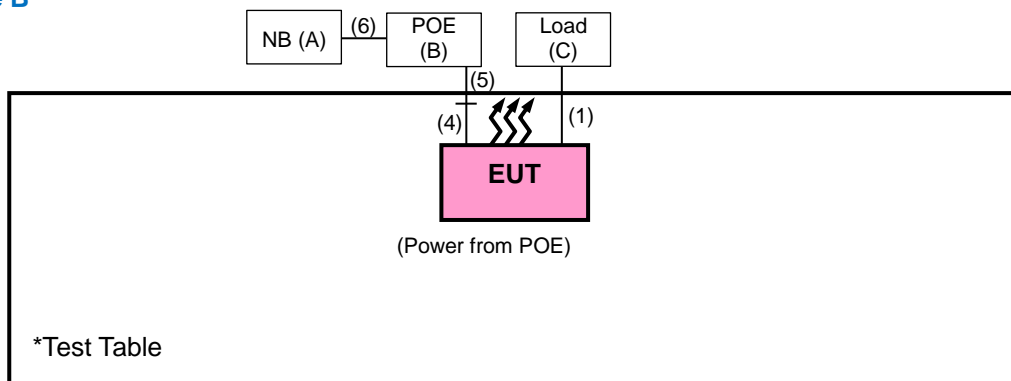 B
NB (A)
(6)
POE
(B)
Load
(C)
(5)
(4)
(1)
EUT
(Power from POE)
*Test Table